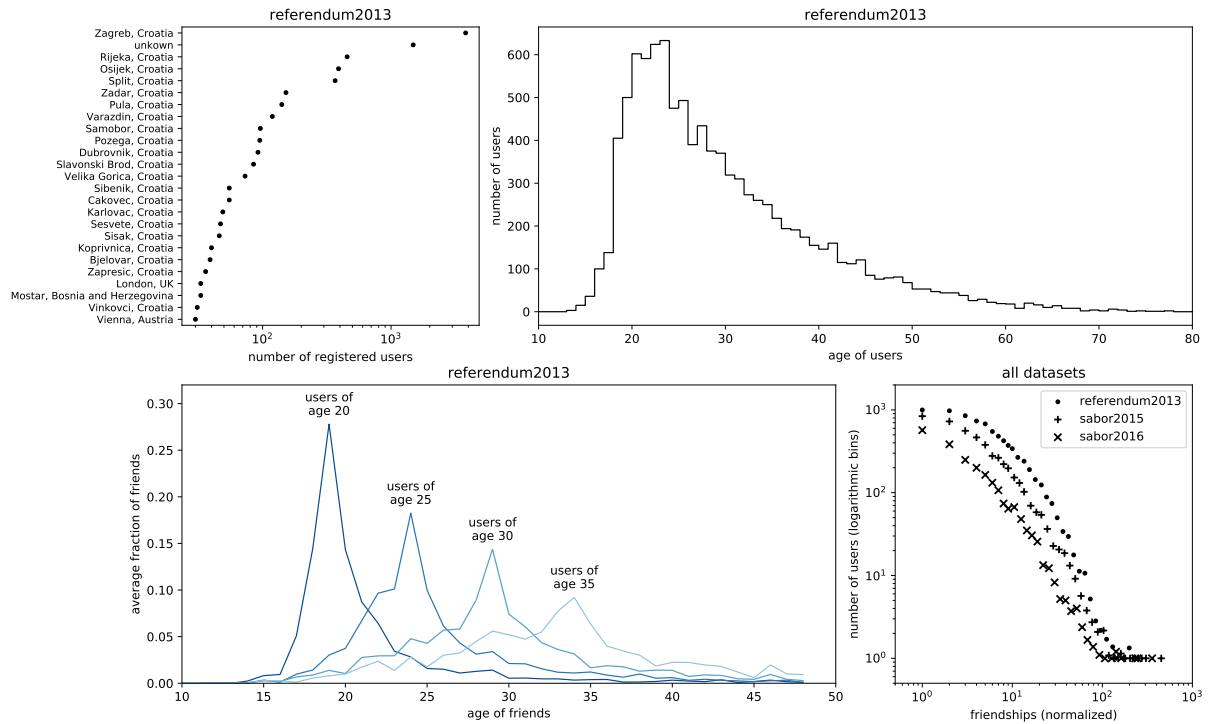 referendum2013
Zagreb, Croatia
unkown
Rijeka, Croatia
Osijek, Croatia
Split, Croatia
Zadar, Croatia
Pula, Croatia
Varazdin, Croatia
Samobor, Croatia
Pozega, Croatia
Dubrovnik, Croatia
Slavonski Brod, Croatia
Velika Gorica, Croatia
Sibenik, Croatia
Cakovec, Croatia
Karlovac, Croatia
Sesvete, Croatia
Sisak, Croatia
Koprivnica, Croatia
Bjelovar, Croatia
Zapresic, Croatia
London, UK
Mostar, Bosnia and Herzegovina
Vinkovci, Croatia
Vienna, Austria
10² 10³
number of registered users
referendum2013
number of users
600
500
400
300
200
100
0
10 20 30 40 50 60 70 80
age of users
referendum2013
average fraction of friends
0.30
0.25
0.20
0.15
0.10
0.05
0.00
users of
age 20
users of
age 25
users of
age 30
users of
age 35
10 15 20 25 30 35 40 45 50
age of friends
all datasets
number of users (logarithmic bins)
10³
10²
10¹
10⁰
referendum2013
sabor2015
sabor2016
10⁰ 10¹ 10² 10³
friendships (normalized)